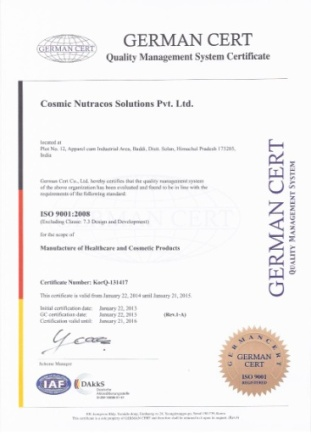 GERMAN CERT
GERMAN CERT
Quality Management System Certificate
Cosmic Nutracos Solutions Pvt. Ltd.
located at
Plot No. 32, Apparel cum Industrial Area, Baddi, Distt. Solan, Himachal Pradesh 173205,
India
German Cert Co., Ltd. hereby certifies that the quality management system
of the above organization has been evaluated and found to be in line with the
requirements of the following standard:
ISO 9001:2008
(Excluding Clause: 7.3 Design and Development)
for the scope of
Manufacture of Healthcare and Cosmetic Products
Certificate Number: KorQ-131417
This certificate is valid from January 22, 2014 until January 21, 2015.
Initial certification date: January 22, 2013
GC certification date: January 22, 2013 (Rev.1-A)
Certification valid until: January 21, 2016
Scheme Manager
IAF
DAkkS
GERMAN CERT
QUALITY MANAGEMENT SYSTEM
GERMAN CERT
GERMAN
CERT
ISO 9001
REGISTERED